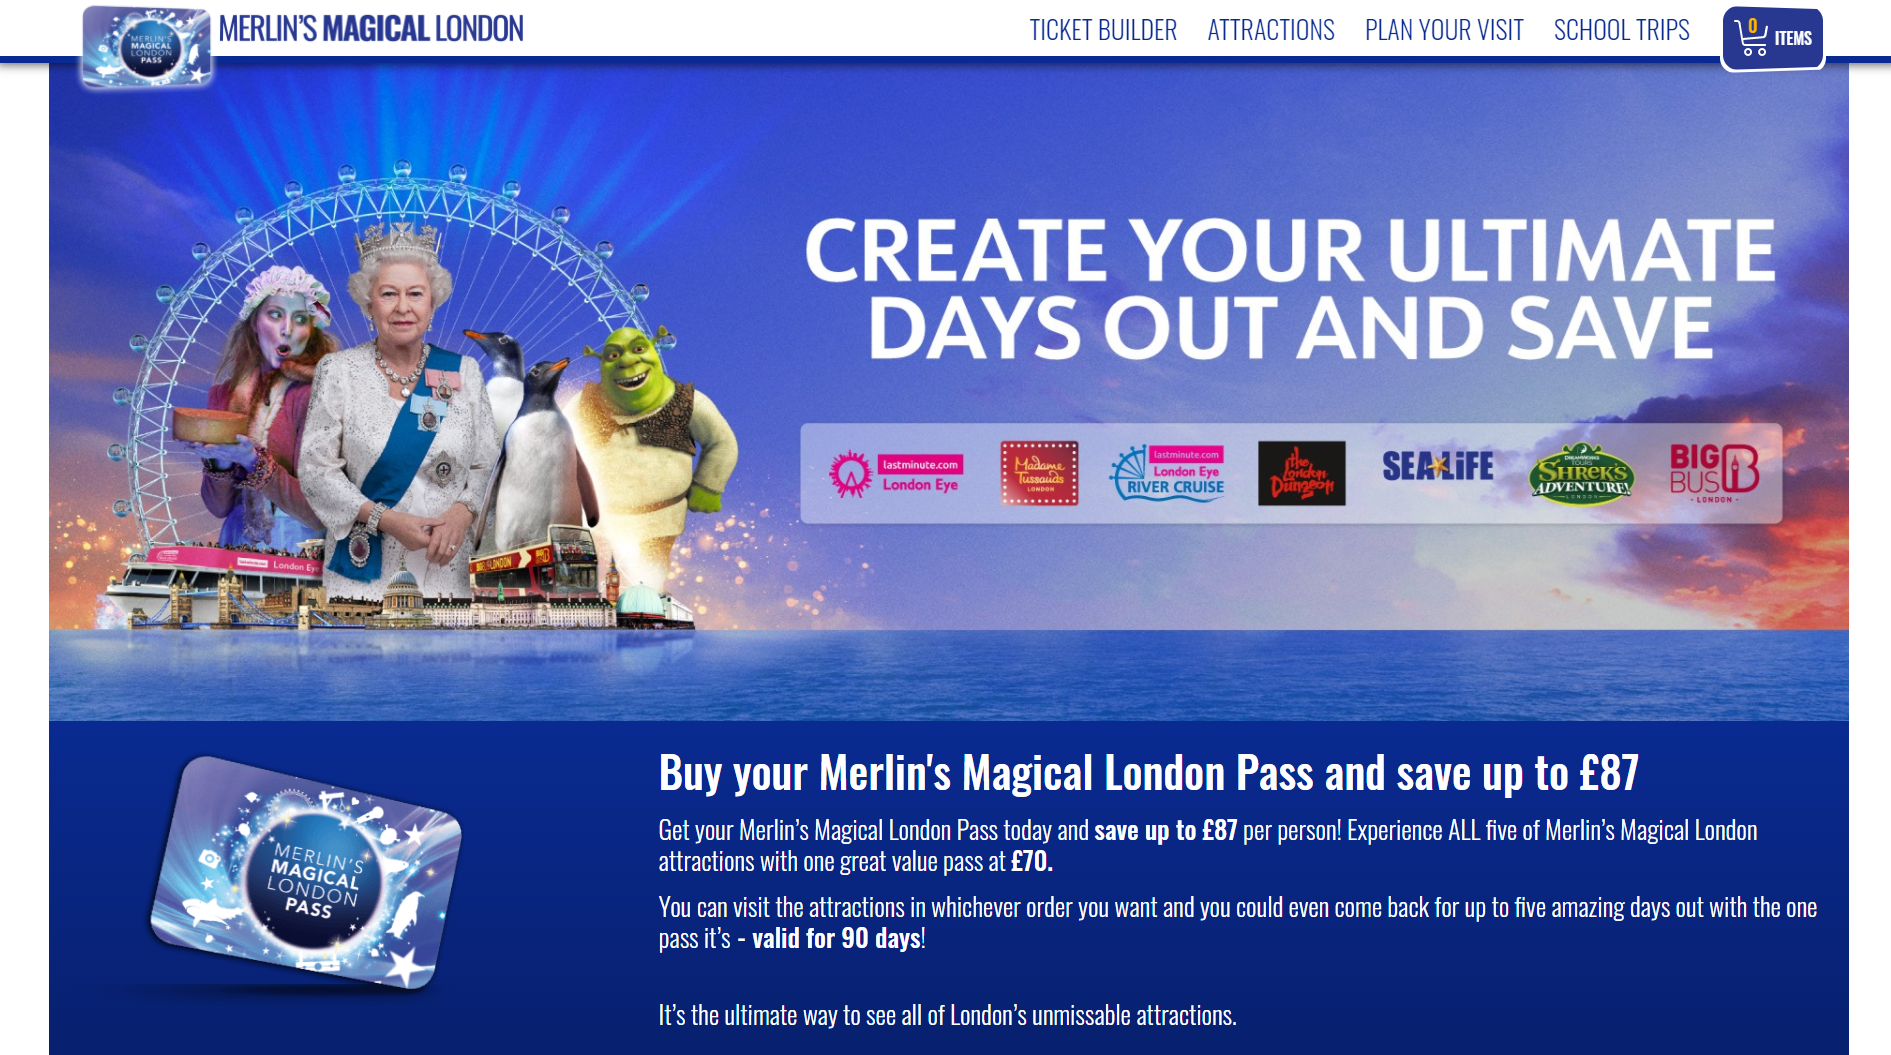 MERLIN'S
MAGICAL
LONDON
PASS
MERLIN'S MAGICAL LONDON
TICKET BUILDER
ATTRACTIONS
PLAN YOUR VISIT
SCHOOL TRIPS
0 ITEMS
CREATE YOUR ULTIMATE
DAYS OUT AND SAVE
lastminute.com
London Eye
Madame
Tussauds
LONDON
lastminute.com
London Eye
RIVER CRUISE
the
London
Dungeon
SEA LiFE
DREAMWORKS
TOURS
SHREK'S
ADVENTURE!
LONDON
BIG
BUS
- LONDON -
London Eye
LONDON
Buy your Merlin's Magical London Pass and save up to £87
Get your Merlin's Magical London Pass today and save up to £87 per person! Experience ALL five of Merlin's Magical London
attractions with one great value pass at £70.
You can visit the attractions in whichever order you want and you could even come back for up to five amazing days out with the one
pass it's - valid for 90 days!
It's the ultimate way to see all of London's unmissable attractions.
MERLIN'S
MAGICAL
LONDON
PASS